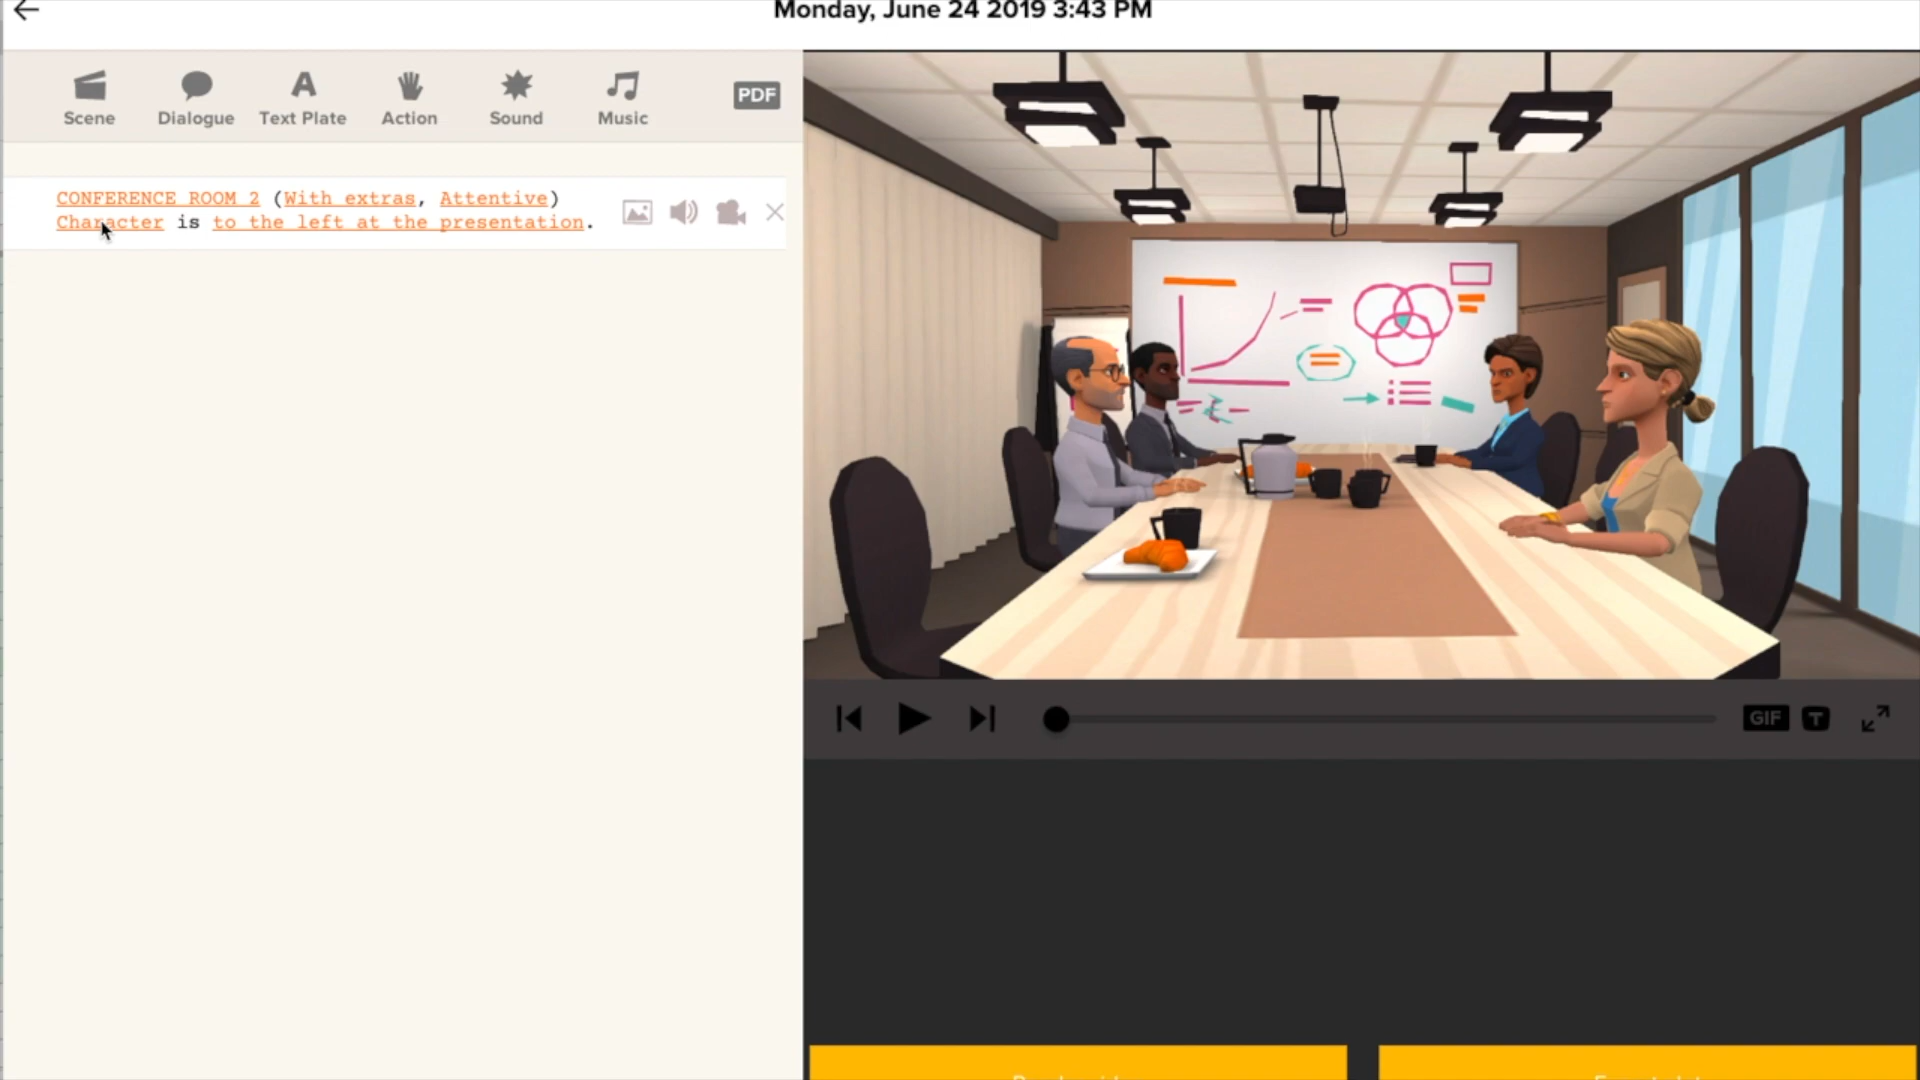 Monday, June 24 2019 3:43 PM
Scene
Dialogue
Text Plate
Action
Sound
Music
PDF
CONFERENCE ROOM 2 (With extras, Attentive)
Character is to the left at the presentation.
GIF
T